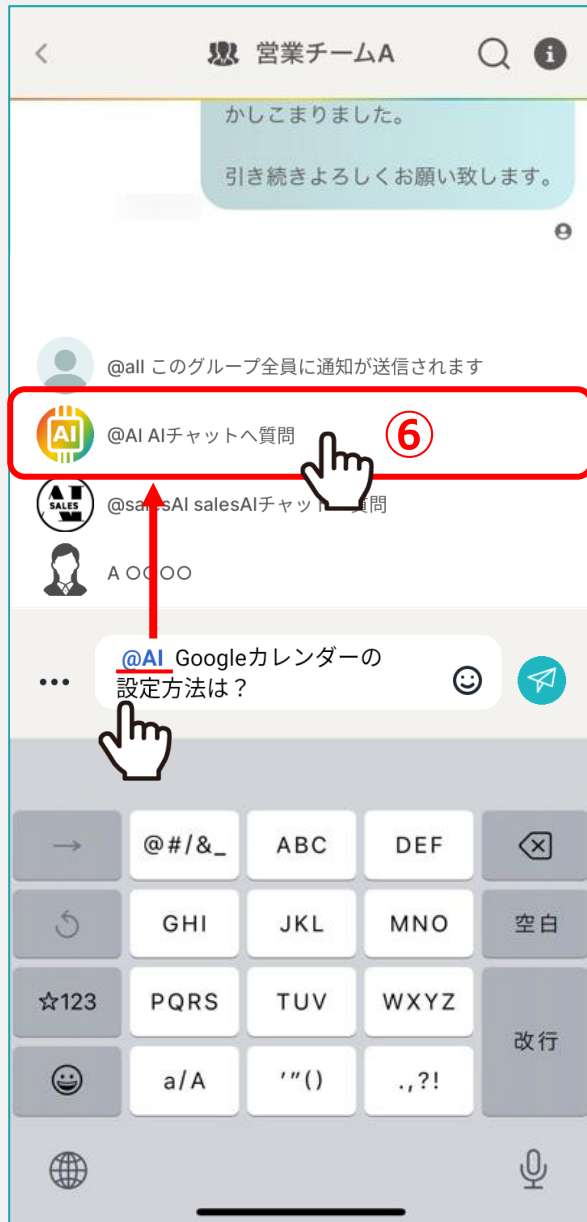 営業チームA
かしこまりました。
引き続きよろしくお願い致します。
@all このグループ全員に通知が送信されます
AI
@AI AIチャットへ質問
⑥
AI
SALES
@salesAI salesAIチャットへ質問
A 〇〇〇〇
@AI Googleカレンダーの
設定方法は？
→ @#/&_ ABC DEF
GHI JKL MNO 空白
☆123 PQRS TUV WXYZ
改行
a/A '"() .,?!